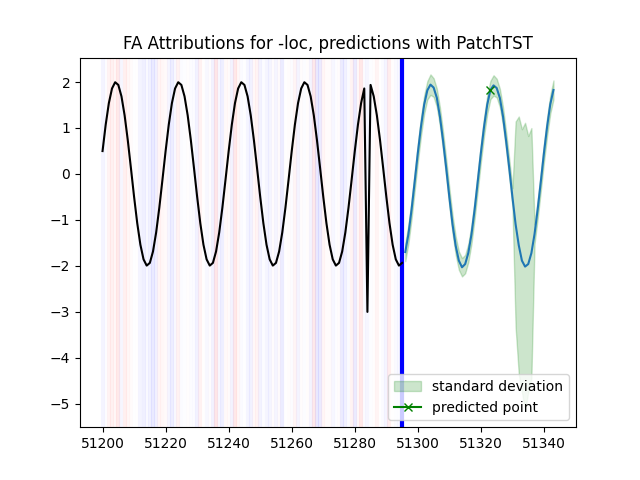 FA Attributions for -loc, predictions with PatchTST
2
1
0
−1
−2
−3
−4
−5
standard deviation
predicted point
51200 51220 51240 51260 51280 51300 51320 51340